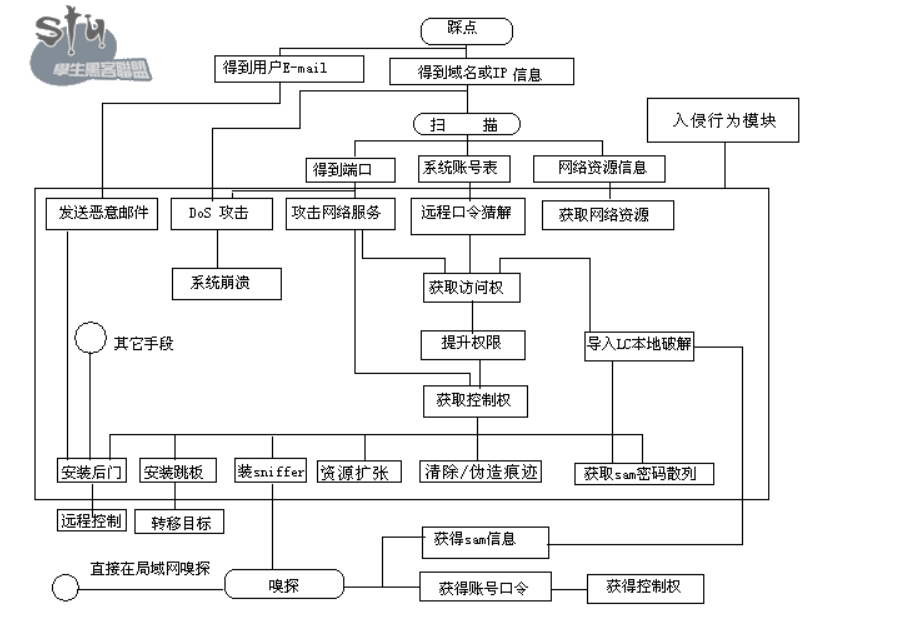 stu
學生黑客聯盟
踩点
得到用户E-mail
得到域名或IP 信息
扫 描
入侵行为模块
得到端口
系统账号表
网络资源信息
发送恶意邮件
DoS 攻击
攻击网络服务
远程口令猜解
获取网络资源
系统崩溃
获取访问权
其它手段
提升权限
导入LC本地破解
获取控制权
安装后门
安装跳板
装sniffer
资源扩张
清除/伪造痕迹
获取sam密码散列
远程控制
转移目标
获得sam信息
直接在局域网嗅探
嗅探
获得账号口令
获得控制权